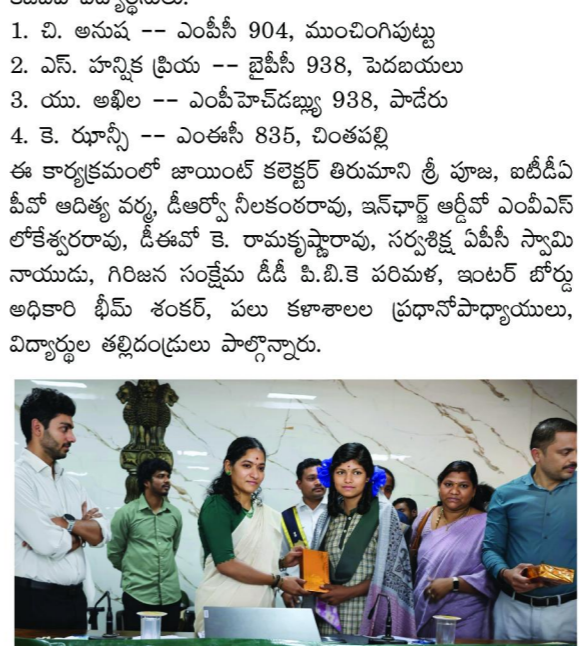 1. చి. అనుష -- ఎంపీసీ 904, ముంచింగిపుట్టు
2. ఎస్. హన్షిక ప్రియ -- బైపీసీ 938, పెదబయలు
3. యు. అఖిల -- ఎంపీహెచ్‌డబ్ల్యు 938, పాడేరు
4. కె. ఝాన్సీ -- ఎంఈసీ 835, చింతపల్లి
ఈ కార్యక్రమంలో జాయింట్ కలెక్టర్ తిరుమాని శ్రీ పూజ, ఐటీడీఏ
పీవో ఆదిత్య వర్మ, డీఆర్వో నీలకంఠరావు, ఇన్‌ఛార్జ్ ఆర్డీవో ఎంవీఎస్
లోకేశ్వరరావు, డీఈవో కె. రామకృష్ణారావు, సర్వశిక్ష ఏపీసీ స్వామి
నాయుడు, గిరిజన సంక్షేమ డీడీ పి.బి.కె పరిమళ, ఇంటర్ బోర్డు
అధికారి భీమ్ శంకర్, పలు కళాశాలల ప్రధానోపాధ్యాయులు,
విద్యార్థుల తల్లిదండ్రులు పాల్గొన్నారు.